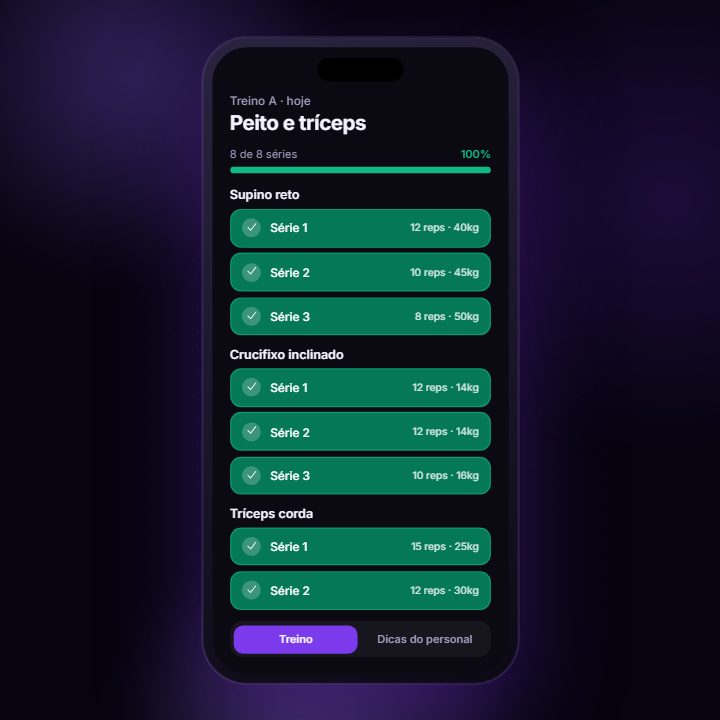 Treino A · hoje
Peito e tríceps
8 de 8 séries 100%
Supino reto
Série 1 12 reps · 40kg
Série 2 10 reps · 45kg
Série 3 8 reps · 50kg
Crucifixo inclinado
Série 1 12 reps · 14kg
Série 2 12 reps · 14kg
Série 3 10 reps · 16kg
Tríceps corda
Série 1 15 reps · 25kg
Série 2 12 reps · 30kg
Treino Dicas do personal